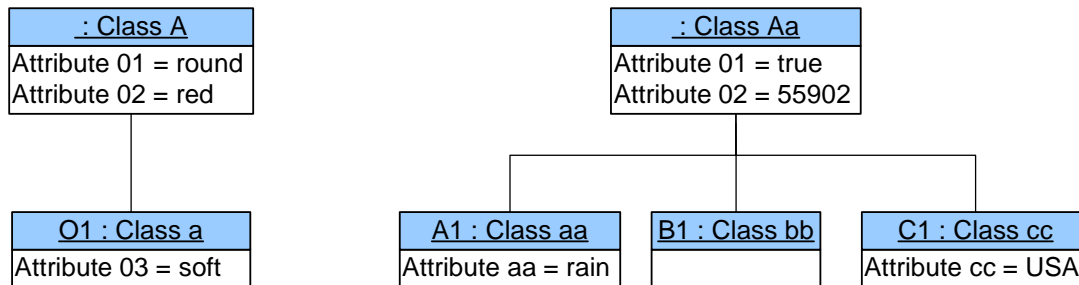 : Class A
Attribute 01 = round
Attribute 02 = red
: Class Aa
Attribute 01 = true
Attribute 02 = 55902
O1 : Class a
Attribute 03 = soft
A1 : Class aa
Attribute aa = rain
B1 : Class bb
C1 : Class cc
Attribute cc = USA